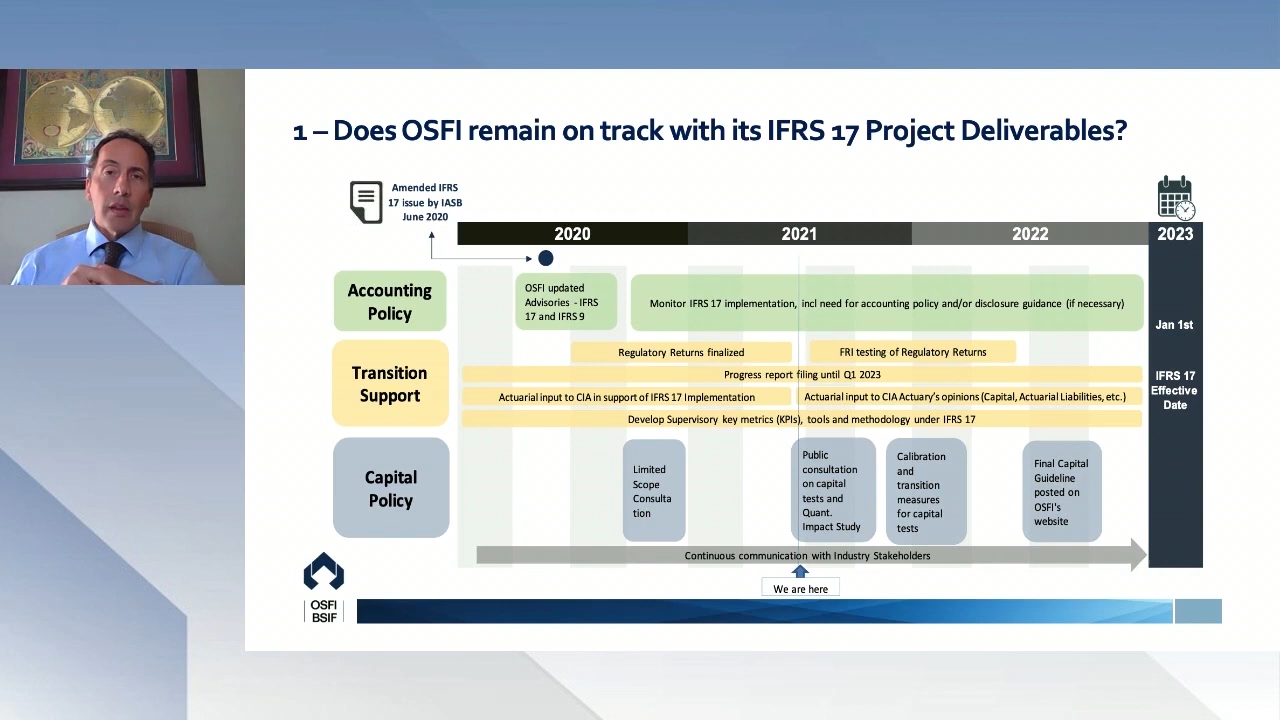 1 – Does OSFI remain on track with its IFRS 17 Project Deliverables?
Amended IFRS
17 issue by IASB
June 2020
2020
2021
2022
2023
Accounting
Policy
OSFI updated
Advisories - IFRS
17 and IFRS 9
Monitor IFRS 17 implementation, incl need for accounting policy and/or disclosure guidance (if necessary)
Jan 1st
IFRS 17
Effective
Date
Transition
Support
Regulatory Returns finalized
FRI testing of Regulatory Returns
Progress report filing until Q1 2023
Actuarial input to CIA in support of IFRS 17 Implementation
Actuarial input to CIA Actuary's opinions (Capital, Actuarial Liabilities, etc.)
Develop Supervisory key metrics (KPIs), tools and methodology under IFRS 17
Capital
Policy
Limited
Scope
Consulta
tion
Public
consultation
on capital
tests and
Quant.
Impact Study
Calibration
and
transition
measures
for capital
tests
Final Capital
Guideline
posted on
OSFI's
website
Continuous communication with Industry Stakeholders
We are here
OSFI
BSIF